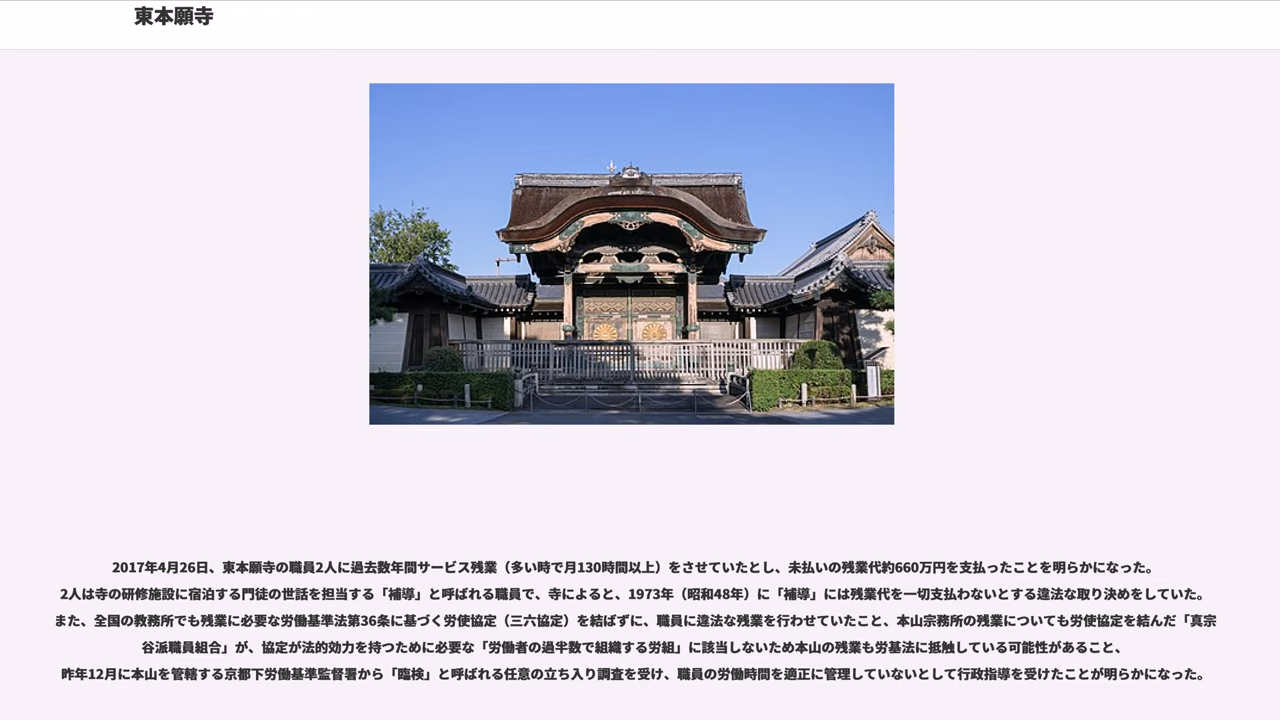 東本願寺
2017年4月26日、東本願寺の職員2人に過去数年間サービス残業（多い時で月130時間以上）をさせていたとし、未払いの残業代約660万円を支払ったことを明らかになった。
2人は寺の研修施設に宿泊する門徒の世話を担当する「補導」と呼ばれる職員で、寺によると、1973年（昭和48年）に「補導」には残業代を一切支払わないとする違法な取り決めをしていた。
また、全国の教務所でも残業に必要な労働基準法第36条に基づく労使協定（三六協定）を結ばずに、職員に違法な残業を行わせていたこと、本山宗務所の残業についても労使協定を結んだ「真宗
谷派職員組合」が、協定が法的効力を持つために必要な「労働者の過半数で組織する労組」に該当しないため本山の残業も労基法に抵触している可能性があること、
昨年12月に本山を管轄する京都下労働基準監督署から「臨検」と呼ばれる任意の立ち入り調査を受け、職員の労働時間を適正に管理していないとして行政指導を受けたことが明らかになった。